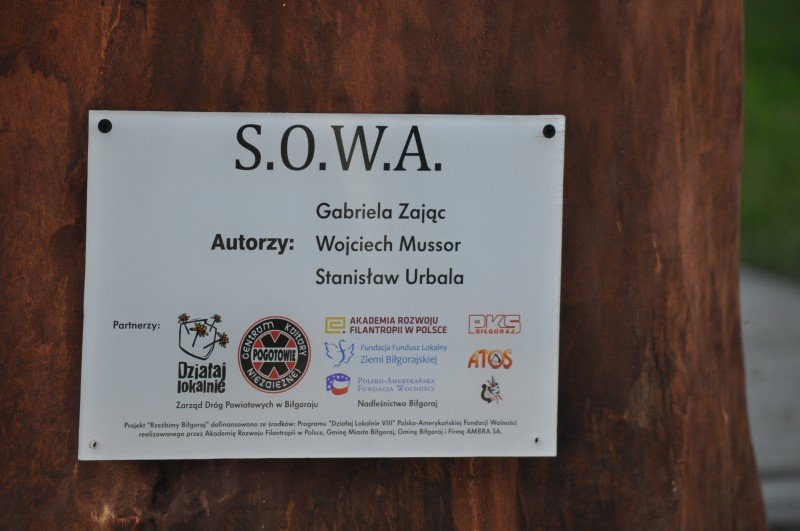 S.O.W.A.
Autorzy:
Gabriela Zając
Wojciech Mussor
Stanisław Urbala
Partnerzy:
Działaj
lokalnie
CENTRUM KULTURY
POGOTOWIE
NIEZALEŻNEJ
AKADEMIA ROZWOJU
FILANTROPII W POLSCE
Fundacja Fundusz Lokalny
Ziemi Biłgorajskiej
POLSKO-AMERYKAŃSKA
FUNDACJA WOLNOŚCI
PKS
BIŁGORAJ
ATOS
Zarząd Dróg Powiatowych w Biłgoraju
Nadleśnictwo Biłgoraj
Projekt "Rzeźbimy Biłgoraj" dofinansowano ze środków: Programu "Działaj Lokalnie VIII" Polsko-Amerykańskiej Fundacji Wolności
realizowanego przez Akademię Rozwoju Filantropii w Polsce, Gminę Miasto Biłgoraj, Gminę Biłgoraj i Firmę AMBRA SA.